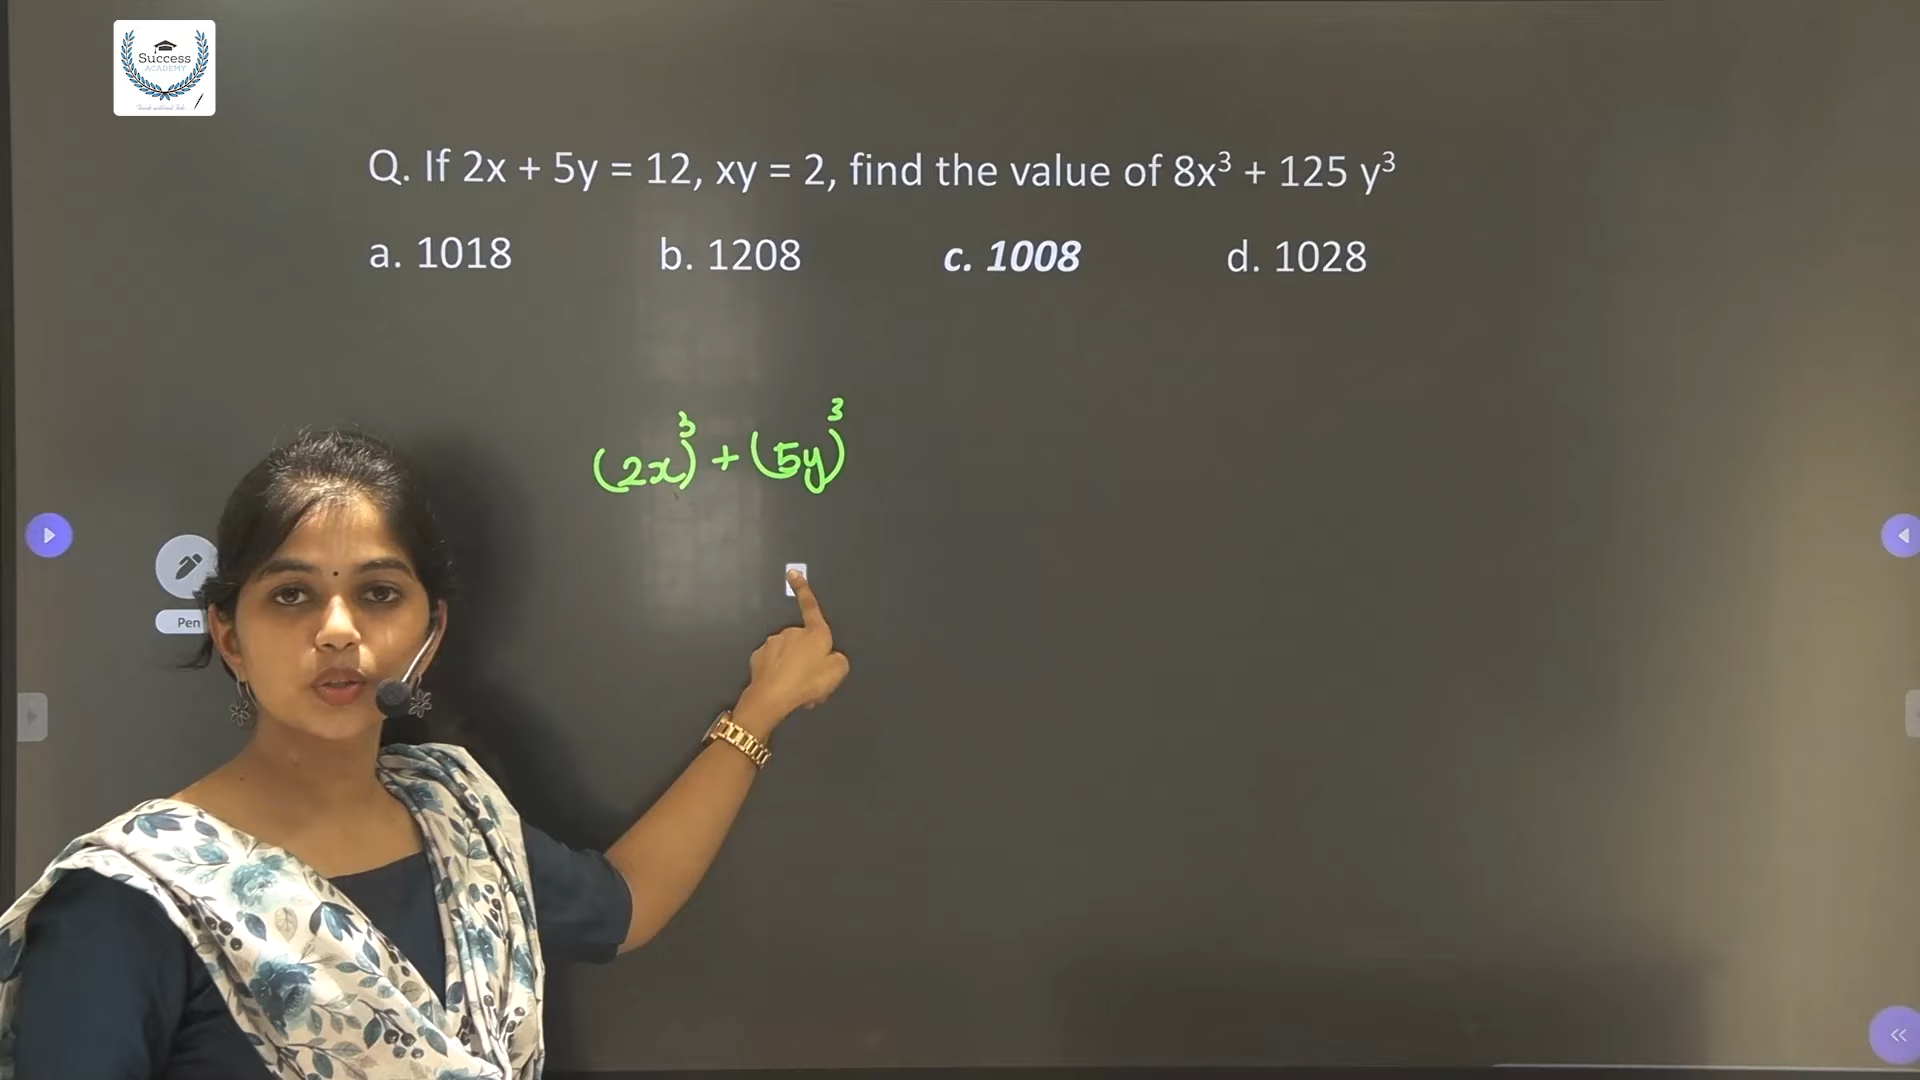 Success
ACADEMY
Q. If 2x + 5y = 12, xy = 2, find the value of 8x³ + 125 y³
a. 1018 b. 1208 c. 1008 d. 1028
(2x)³ + (5y)³
Pen